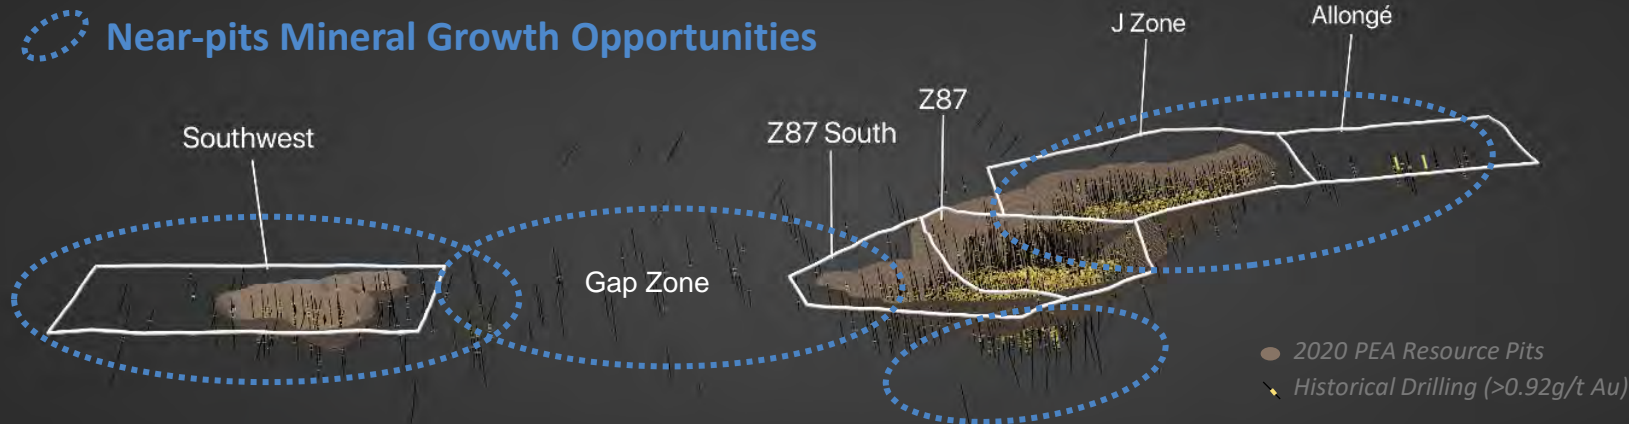 Near-pits Mineral Growth Opportunities
J Zone
Allongé
Z87
Z87 South
Southwest
Gap Zone
2020 PEA Resource Pits
Historical Drilling (>0.92g/t Au)